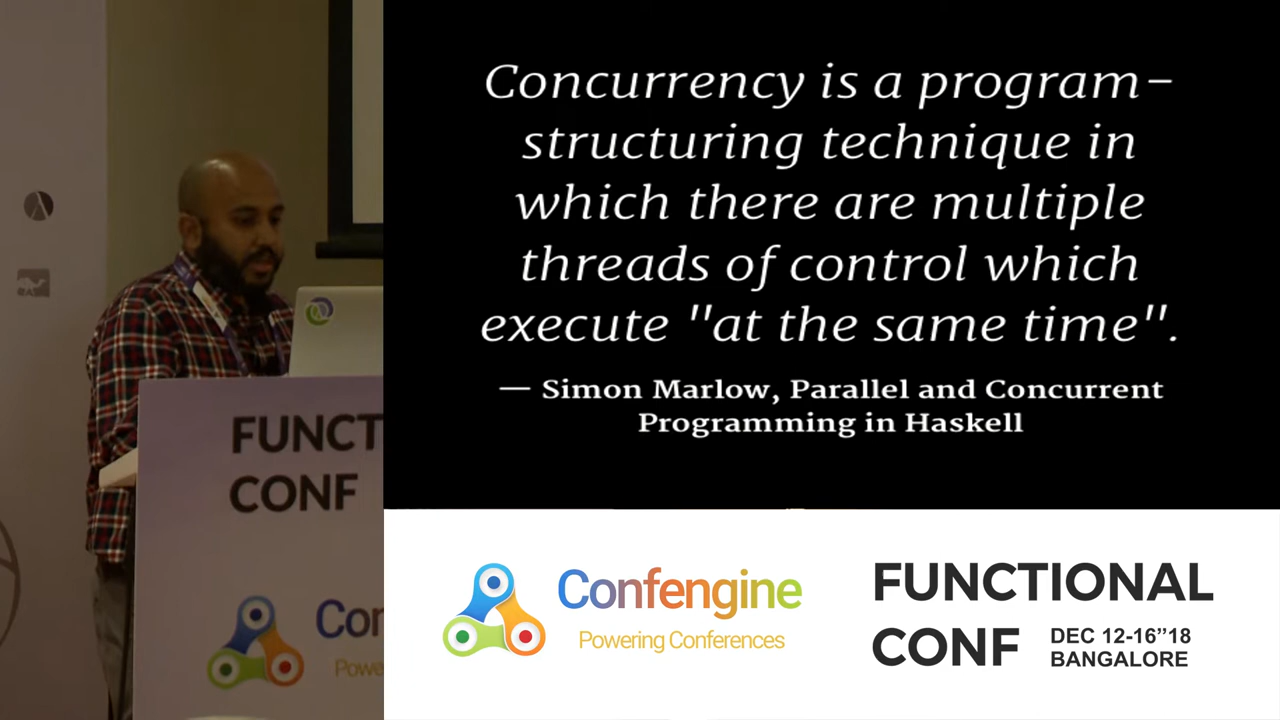 Concurrency is a program-
structuring technique in
which there are multiple
threads of control which
execute "at the same time".
— Simon Marlow, Parallel and Concurrent
Programming in Haskell
FUNCT
CONF
Con
Powe
Confengine
Powering Conferences
FUNCTIONAL
CONF
DEC 12-16”18
BANGALORE